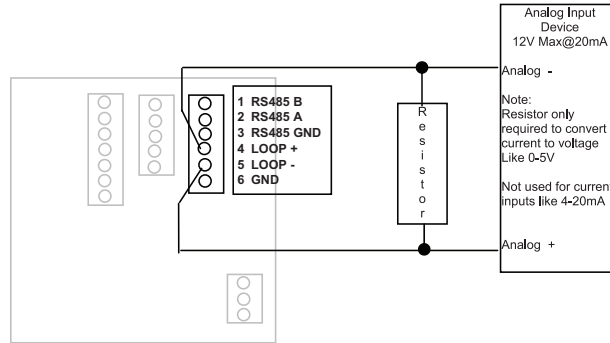 Analog Input
Device
12V Max@20mA
Analog -
1 RS485 B
2 RS485 A
3 RS485 GND
4 LOOP +
5 LOOP -
6 GND
Resistor
Note:
Resistor only
required to convert
current to voltage
Like 0-5V
Not used for current
inputs like 4-20mA
Analog +